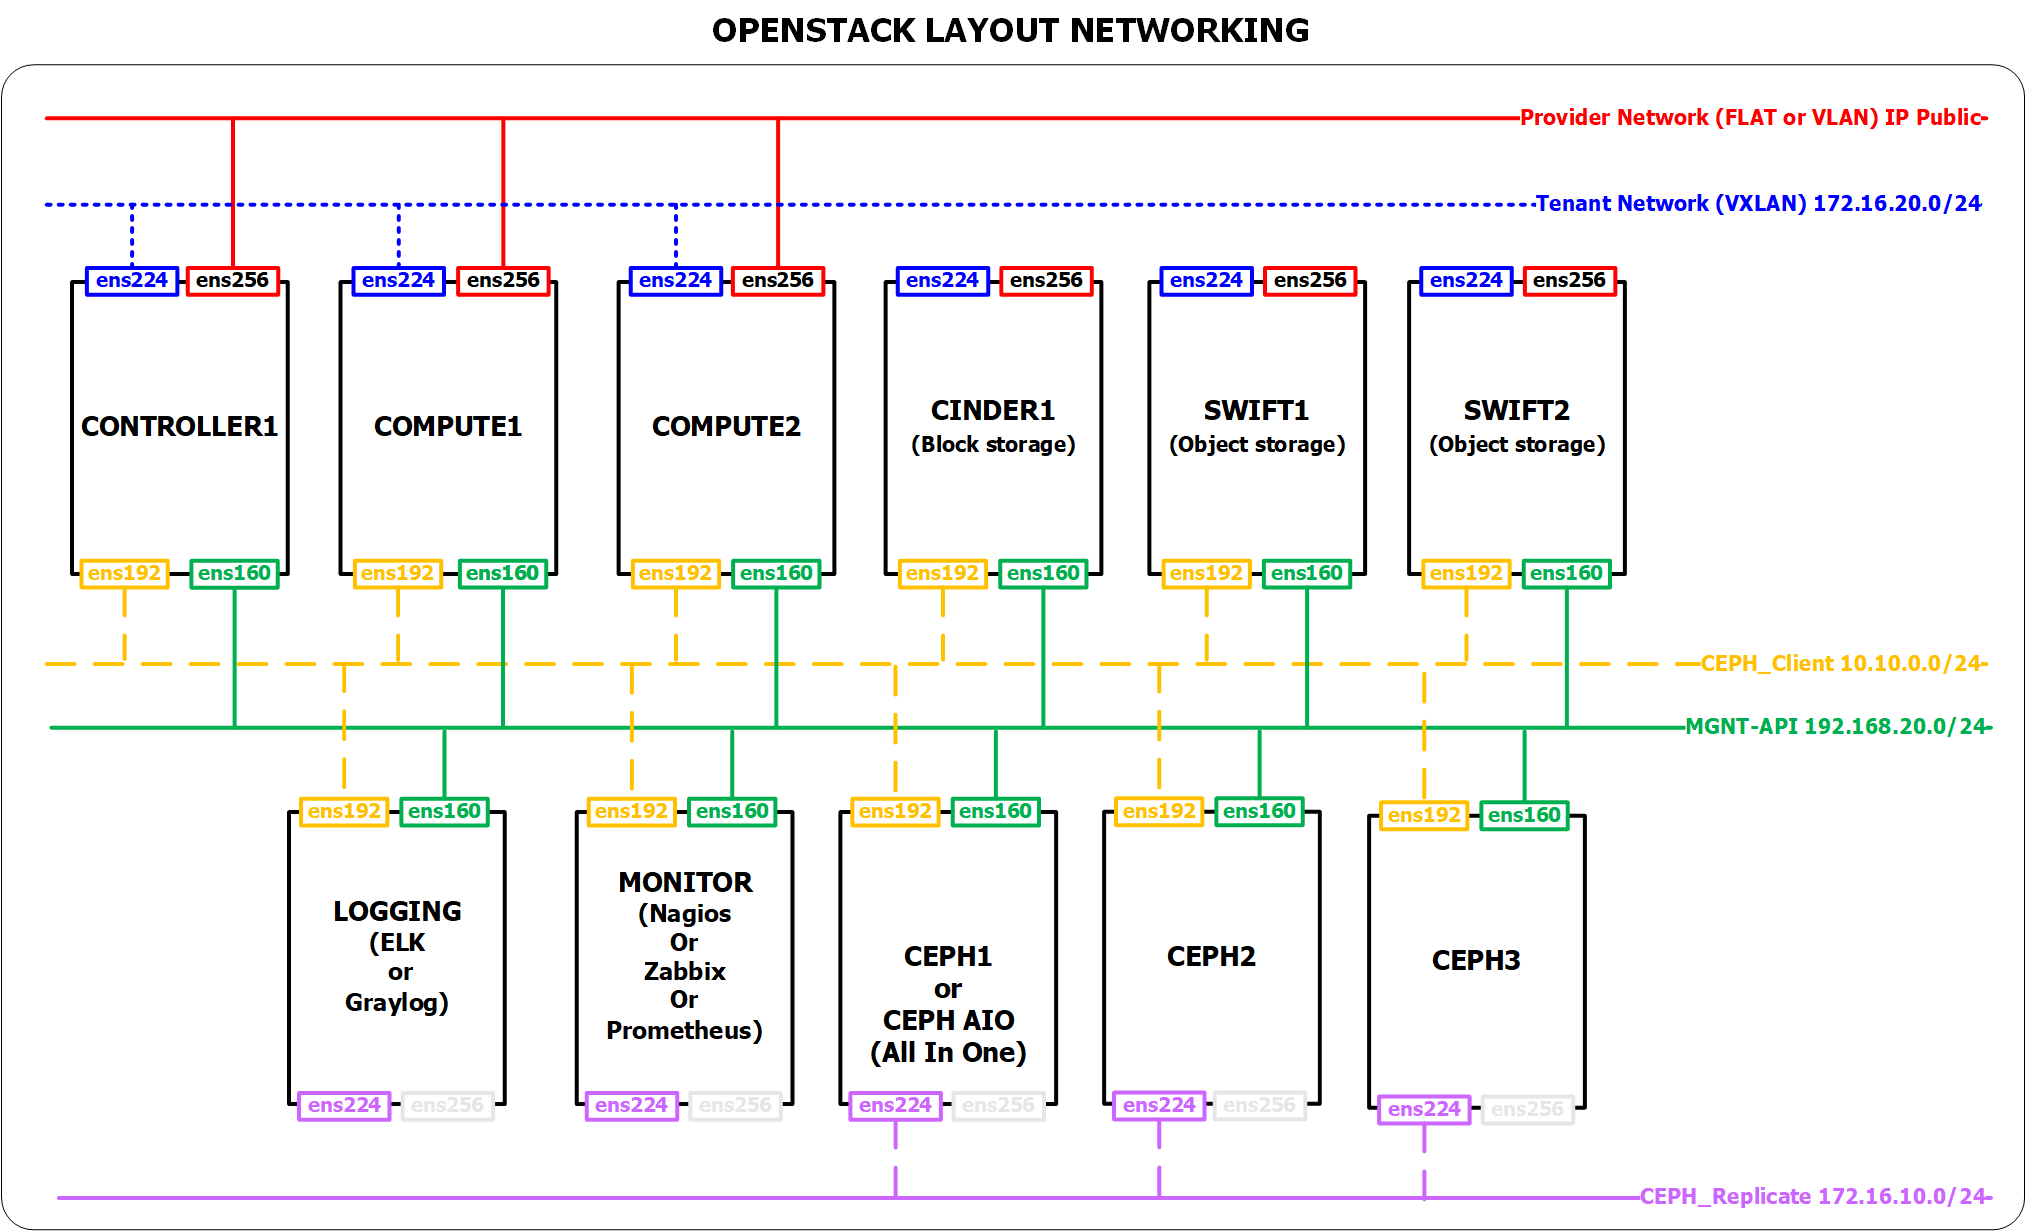 OPENSTACK LAYOUT NETWORKING
Provider Network (FLAT or VLAN) IP Public
Tenant Network (VXLAN) 172.16.20.0/24
ens224 ens256 ens224 ens256 ens224 ens256 ens224 ens256 ens224 ens256 ens224 ens256
CONTROLLER1
COMPUTE1
COMPUTE2
CINDER1
(Block storage)
SWIFT1
(Object storage)
SWIFT2
(Object storage)
ens192 ens160 ens192 ens160 ens192 ens160 ens192 ens160 ens192 ens160 ens192 ens160
CEPH_Client 10.10.0.0/24
MGNT-API 192.168.20.0/24
ens192 ens160 ens192 ens160 ens192 ens160 ens192 ens160 ens192 ens160
LOGGING
(ELK
or
Graylog)
MONITOR
(Nagios
Or
Zabbix
Or
Prometheus)
CEPH1
or
CEPH AIO
(All In One)
CEPH2
CEPH3
ens224 ens256 ens224 ens256 ens224 ens256 ens224 ens256 ens224 ens256
CEPH_Replicate 172.16.10.0/24